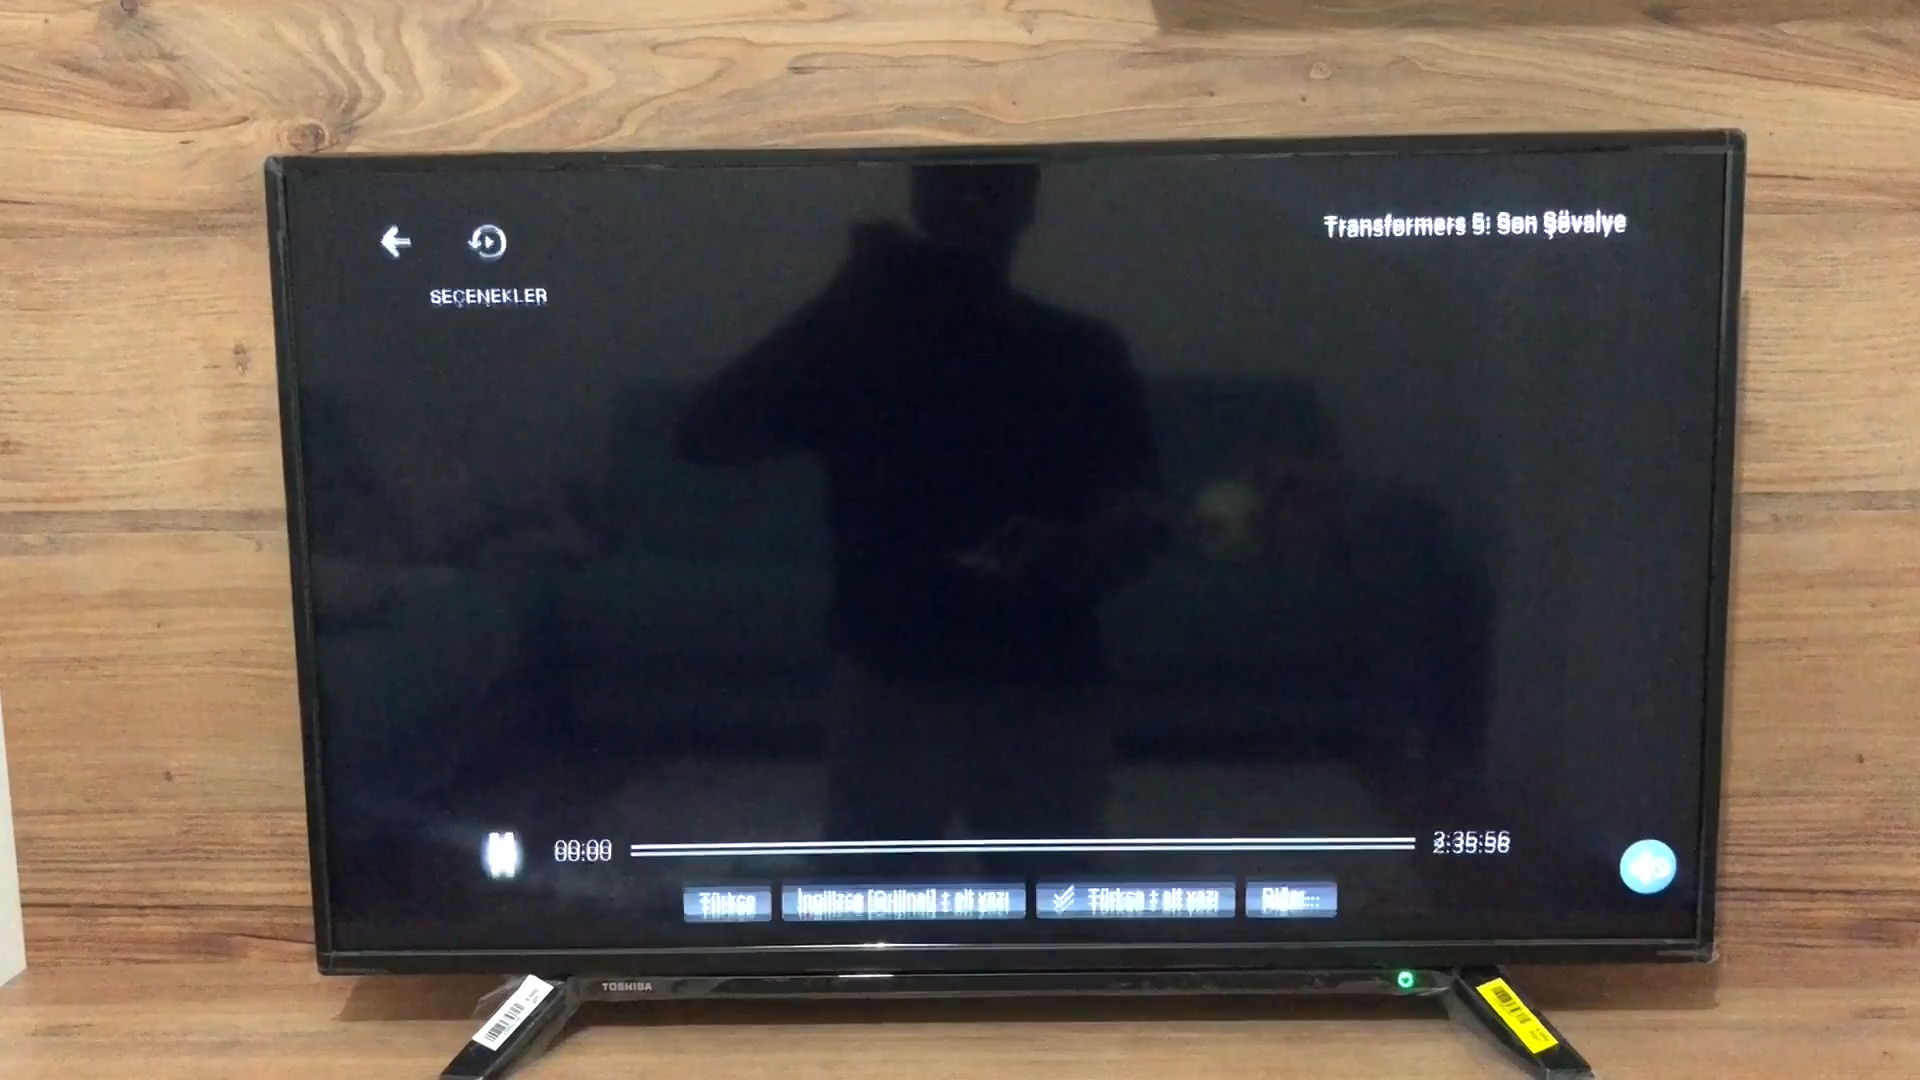 Transformers 5: Son Şövalye
SEÇENEKLER
00:00
2:35:56
Türkçe
İngilizce [Orijinal] + alt yazı
Türkçe + alt yazı
Diğer...
TOSHIBA